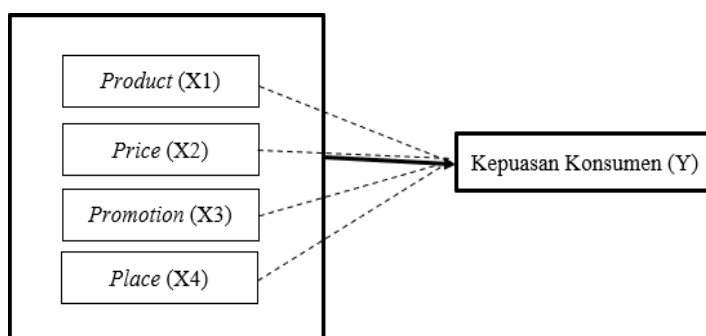 Product (X1)
Price (X2)
Promotion (X3)
Place (X4)
Kepuasan Konsumen (Y)